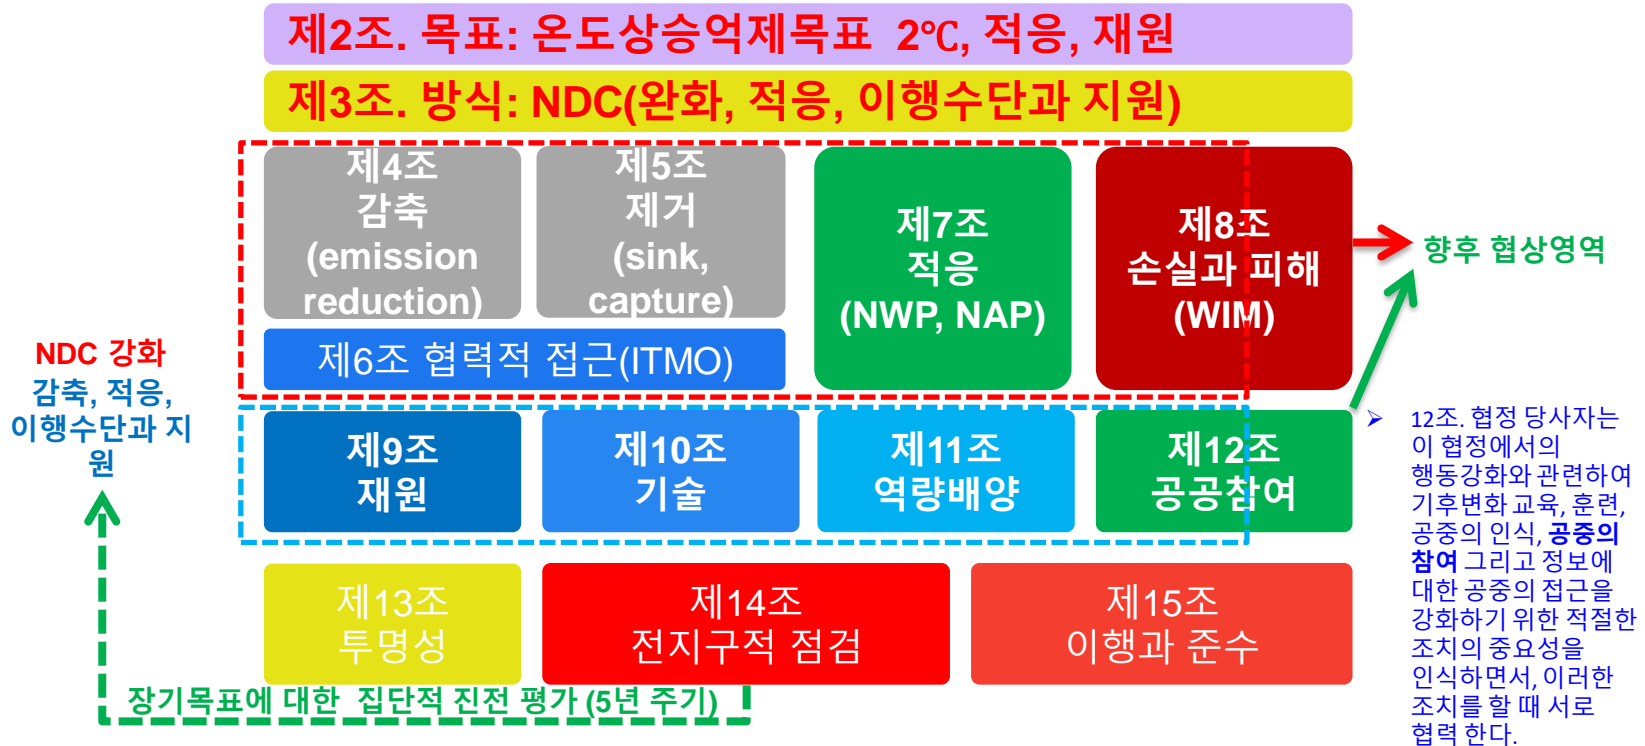 제2조. 목표: 온도상승억제목표 2℃, 적응, 재원
제3조. 방식: NDC(완화, 적응, 이행수단과 지원)
제4조
감축
(emission
reduction)
제5조
제거
(sink,
capture)
제7조
적응
(NWP, NAP)
제8조
손실과 피해
(WIM)
향후 협상영역
제6조 협력적 접근(ITMO)
NDC 강화
감축, 적응,
이행수단과 지
원
제9조
재원
제10조
기술
제11조
역량배양
제12조
공공참여
➢ 12조. 협정 당사자는
이 협정에서의
행동강화와 관련하여
기후변화 교육, 훈련,
공중의 인식, 공중의
참여 그리고 정보에
대한 공중의 접근을
강화하기 위한 적절한
조치의 중요성을
인식하면서, 이러한
조치를 할 때 서로
협력 한다.
제13조
투명성
제14조
전지구적 점검
제15조
이행과 준수
장기목표에 대한 집단적 진전 평가 (5년 주기)